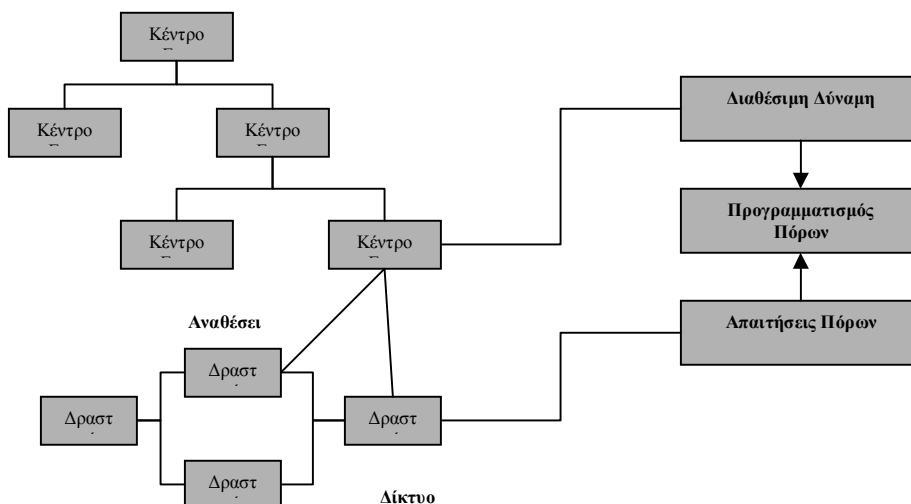 Κέντρο
Κέντρο
Κέντρο
Διαθέσιμη Δύναμη
Προγραμματισμός
Πόρων
Κέντρο
Κέντρο
Απαιτήσεις Πόρων
Αναθέσει
Δραστ
Δραστ
Δραστ
Δραστ
Δίκτυο